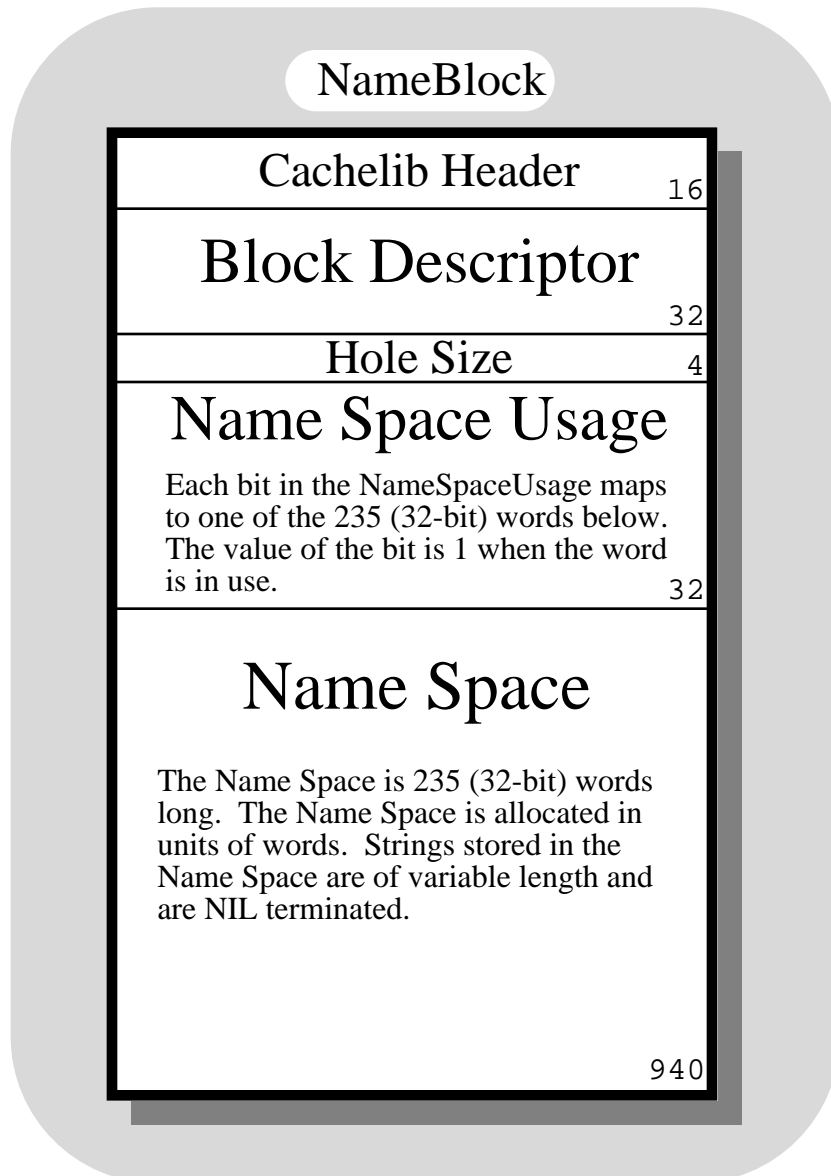 NameBlock
Cachelib Header
16
Block Descriptor
32
Hole Size
4
Name Space Usage
Each bit in the NameSpaceUsage maps
to one of the 235 (32-bit) words below.
The value of the bit is 1 when the word
is in use.
32
Name Space
The Name Space is 235 (32-bit) words
long.  The Name Space is allocated in
units of words.  Strings stored in the
Name Space are of variable length and
are NIL terminated.
940